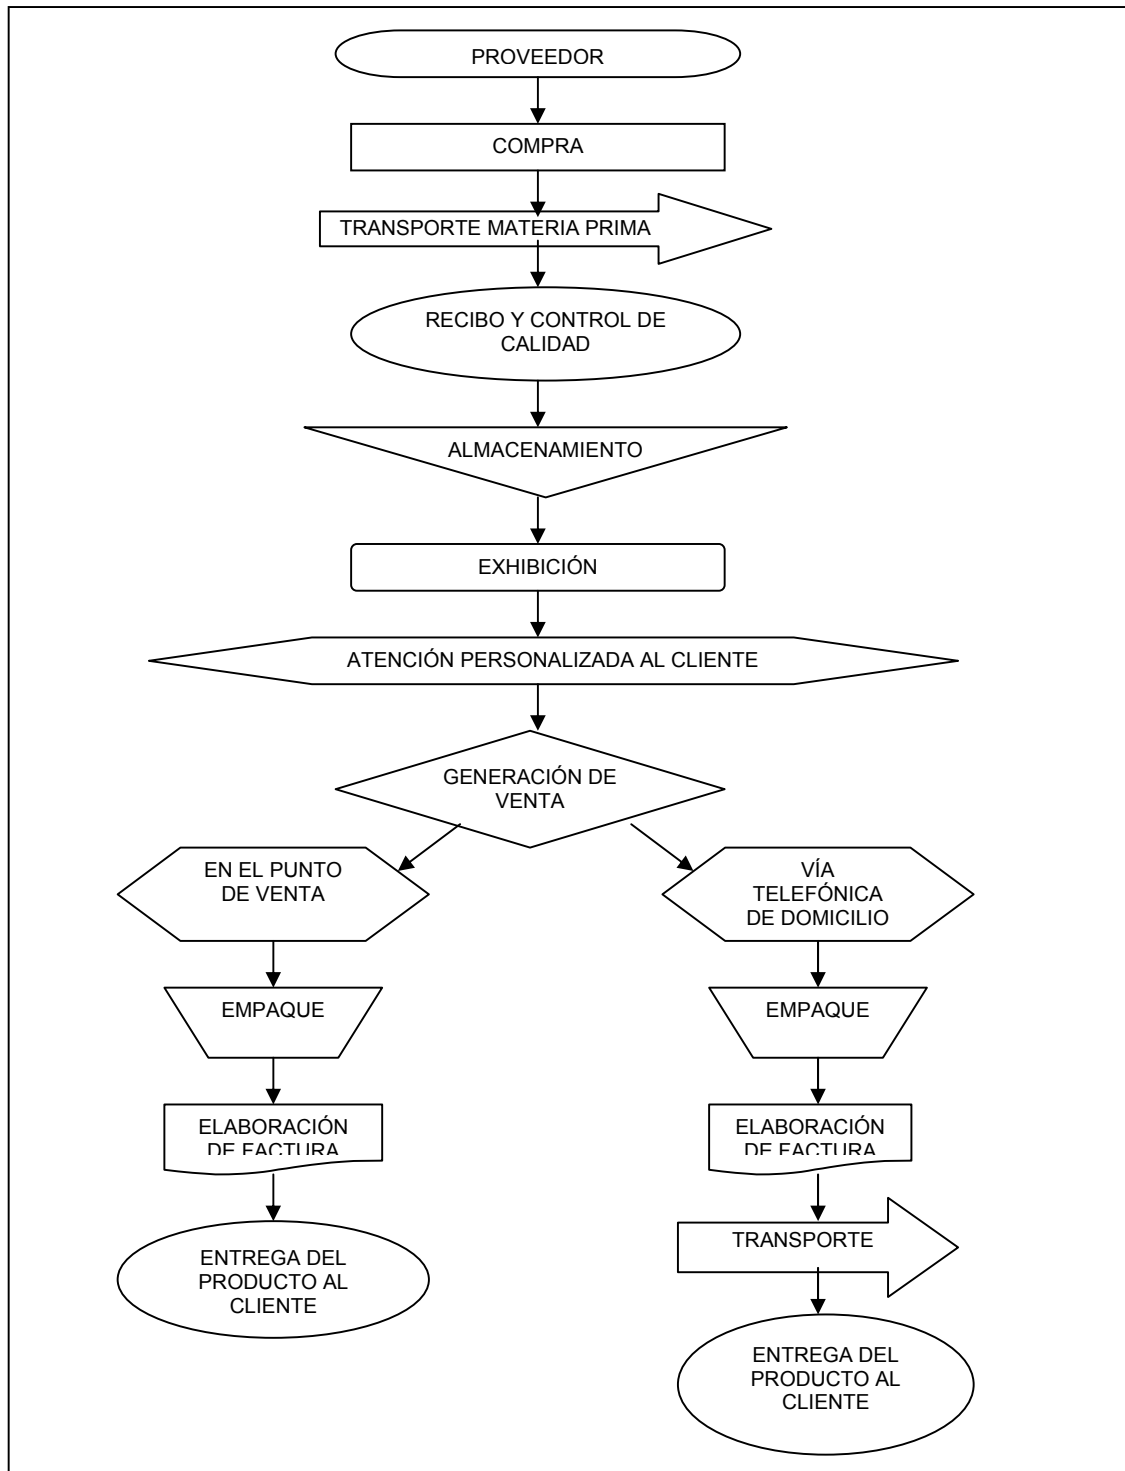 PROVEEDOR
COMPRA
TRANSPORTE MATERIA PRIMA
RECIBO Y CONTROL DE
CALIDAD
ALMACENAMIENTO
EXHIBICIÓN
ATENCIÓN PERSONALIZADA AL CLIENTE
GENERACIÓN DE
VENTA
EN EL PUNTO
DE VENTA
EMPAQUE
ELABORACIÓN
DE FACTURA
ENTREGA DEL
PRODUCTO AL
CLIENTE
VÍA
TELEFÓNICA
DE DOMICILIO
EMPAQUE
ELABORACIÓN
DE FACTURA
TRANSPORTE
ENTREGA DEL
PRODUCTO AL
CLIENTE